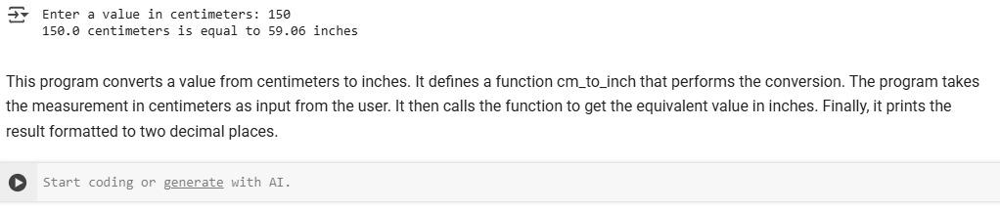 Enter a value in centimeters: 150
150.0 centimeters is equal to 59.06 inches
This program converts a value from centimeters to inches. It defines a function cm_to_inch that performs the conversion. The program takes
the measurement in centimeters as input from the user. It then calls the function to get the equivalent value in inches. Finally, it prints the
result formatted to two decimal places.
Start coding or generate with AI.